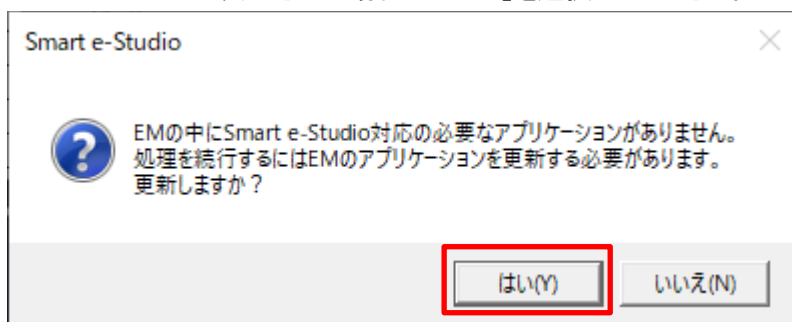 Smart e-Studio
EMの中にSmart e-Studio対応の必要なアプリケーションがありません。
処理を続行するにはEMのアプリケーションを更新する必要があります。
更新しますか？
はい(Y)
いいえ(N)